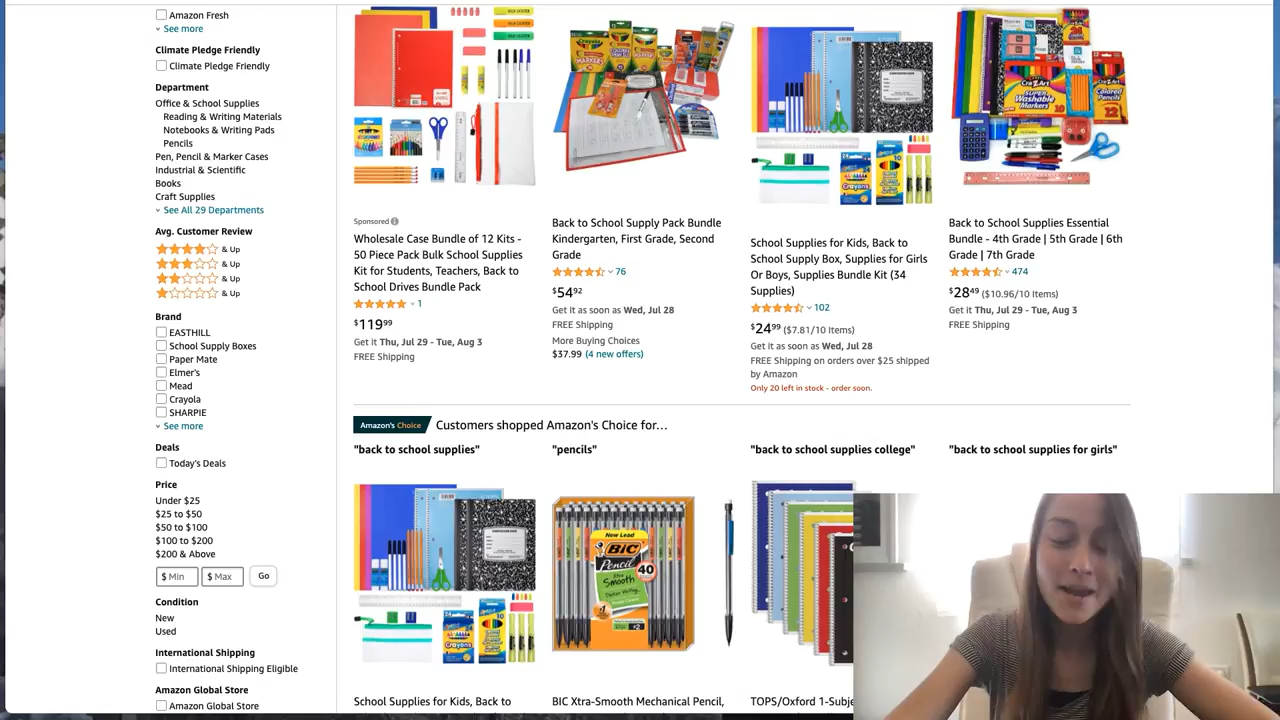 Amazon Fresh
See more
Climate Pledge Friendly
Climate Pledge Friendly
Department
Office & School Supplies
Reading & Writing Materials
Notebooks & Writing Pads
Pencils
Pen, Pencil & Marker Cases
Industrial & Scientific
Books
Craft Supplies
See All 29 Departments
Avg. Customer Review
& Up
& Up
& Up
& Up
Brand
EASTHILL
School Supply Boxes
Paper Mate
Elmer's
Mead
Crayola
SHARPIE
See more
Deals
Today's Deals
Price
Under $25
$25 to $50
$50 to $100
$100 to $200
$200 & Above
$ Min $ Max Go
Condition
New
Used
International Shipping
International Shipping Eligible
Amazon Global Store
Amazon Global Store
Sponsored
Wholesale Case Bundle of 12 Kits -
50 Piece Pack Bulk School Supplies
Kit for Students, Teachers, Back to
School Drives Bundle Pack
1
$119.99
Get it Thu, Jul 29 - Tue, Aug 3
FREE Shipping
Back to School Supply Pack Bundle
Kindergarten, First Grade, Second
Grade
76
$54.92
Get it as soon as Wed, Jul 28
FREE Shipping
More Buying Choices
$37.99 (4 new offers)
School Supplies for Kids, Back to
School Supply Box, Supplies for Girls
Or Boys, Supplies Bundle Kit (34
Supplies)
102
$24.99 ($7.81/10 Items)
Get it as soon as Wed, Jul 28
FREE Shipping on orders over $25 shipped
by Amazon
Only 20 left in stock - order soon.
Back to School Supplies Essential
Bundle - 4th Grade | 5th Grade | 6th
Grade | 7th Grade
474
$28.49 ($10.96/10 Items)
Get it Thu, Jul 29 - Tue, Aug 3
FREE Shipping
Amazon's Choice Customers shopped Amazon's Choice for…
"back to school supplies"
"pencils"
"back to school supplies college"
"back to school supplies for girls"
Crayons
New Lead
BIC
Pencil
40
Xtra Smooth
School Supplies for Kids, Back to
BIC Xtra-Smooth Mechanical Pencil,
TOPS/Oxford 1-Subje